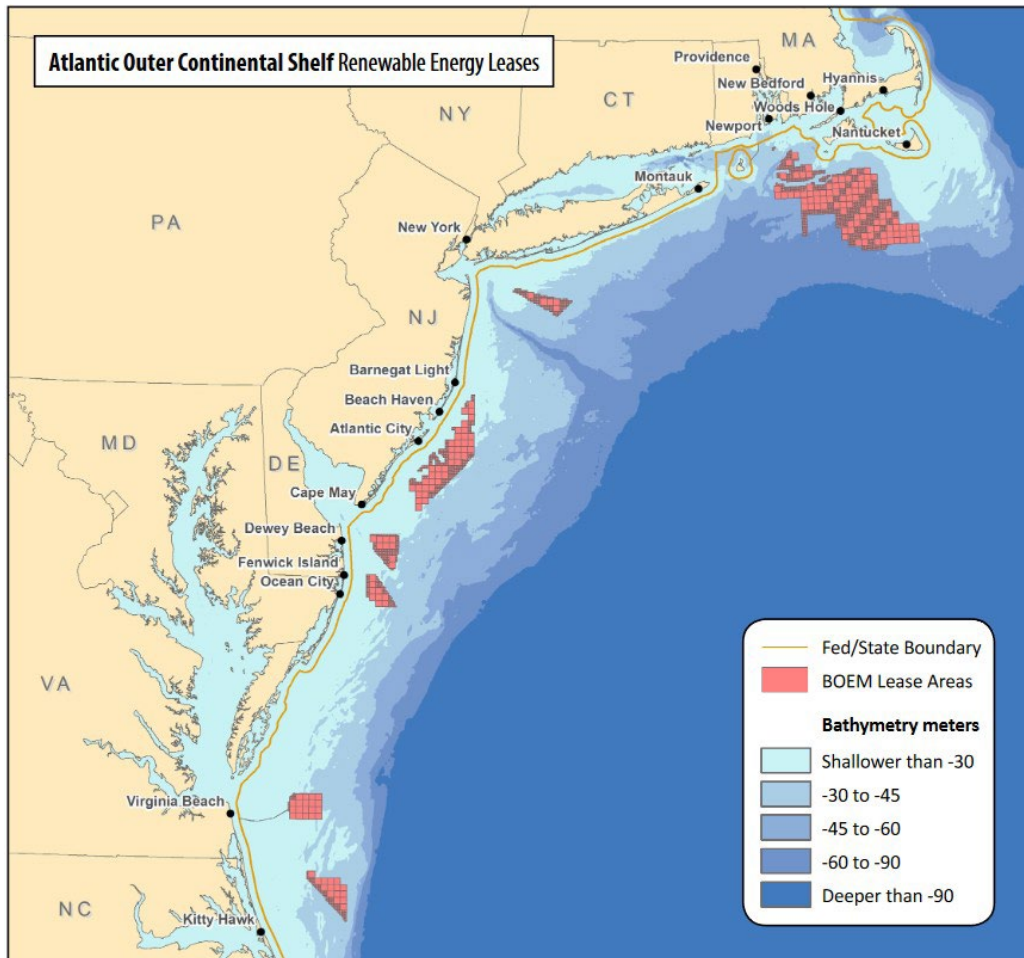 Atlantic Outer Continental Shelf Renewable Energy Leases
MA
Providence
New Bedford
Hyannis
CT
Woods Hole
NY
Newport
Nantucket
Montauk
PA
New York
NJ
Barnegat Light
Beach Haven
MD
Atlantic City
DE
Cape May
Dewey Beach
Fenwick Island
Ocean City
VA
Virginia Beach
NC
Kitty Hawk
Fed/State Boundary
BOEM Lease Areas
Bathymetry meters
Shallower than -30
-30 to -45
-45 to -60
-60 to -90
Deeper than -90